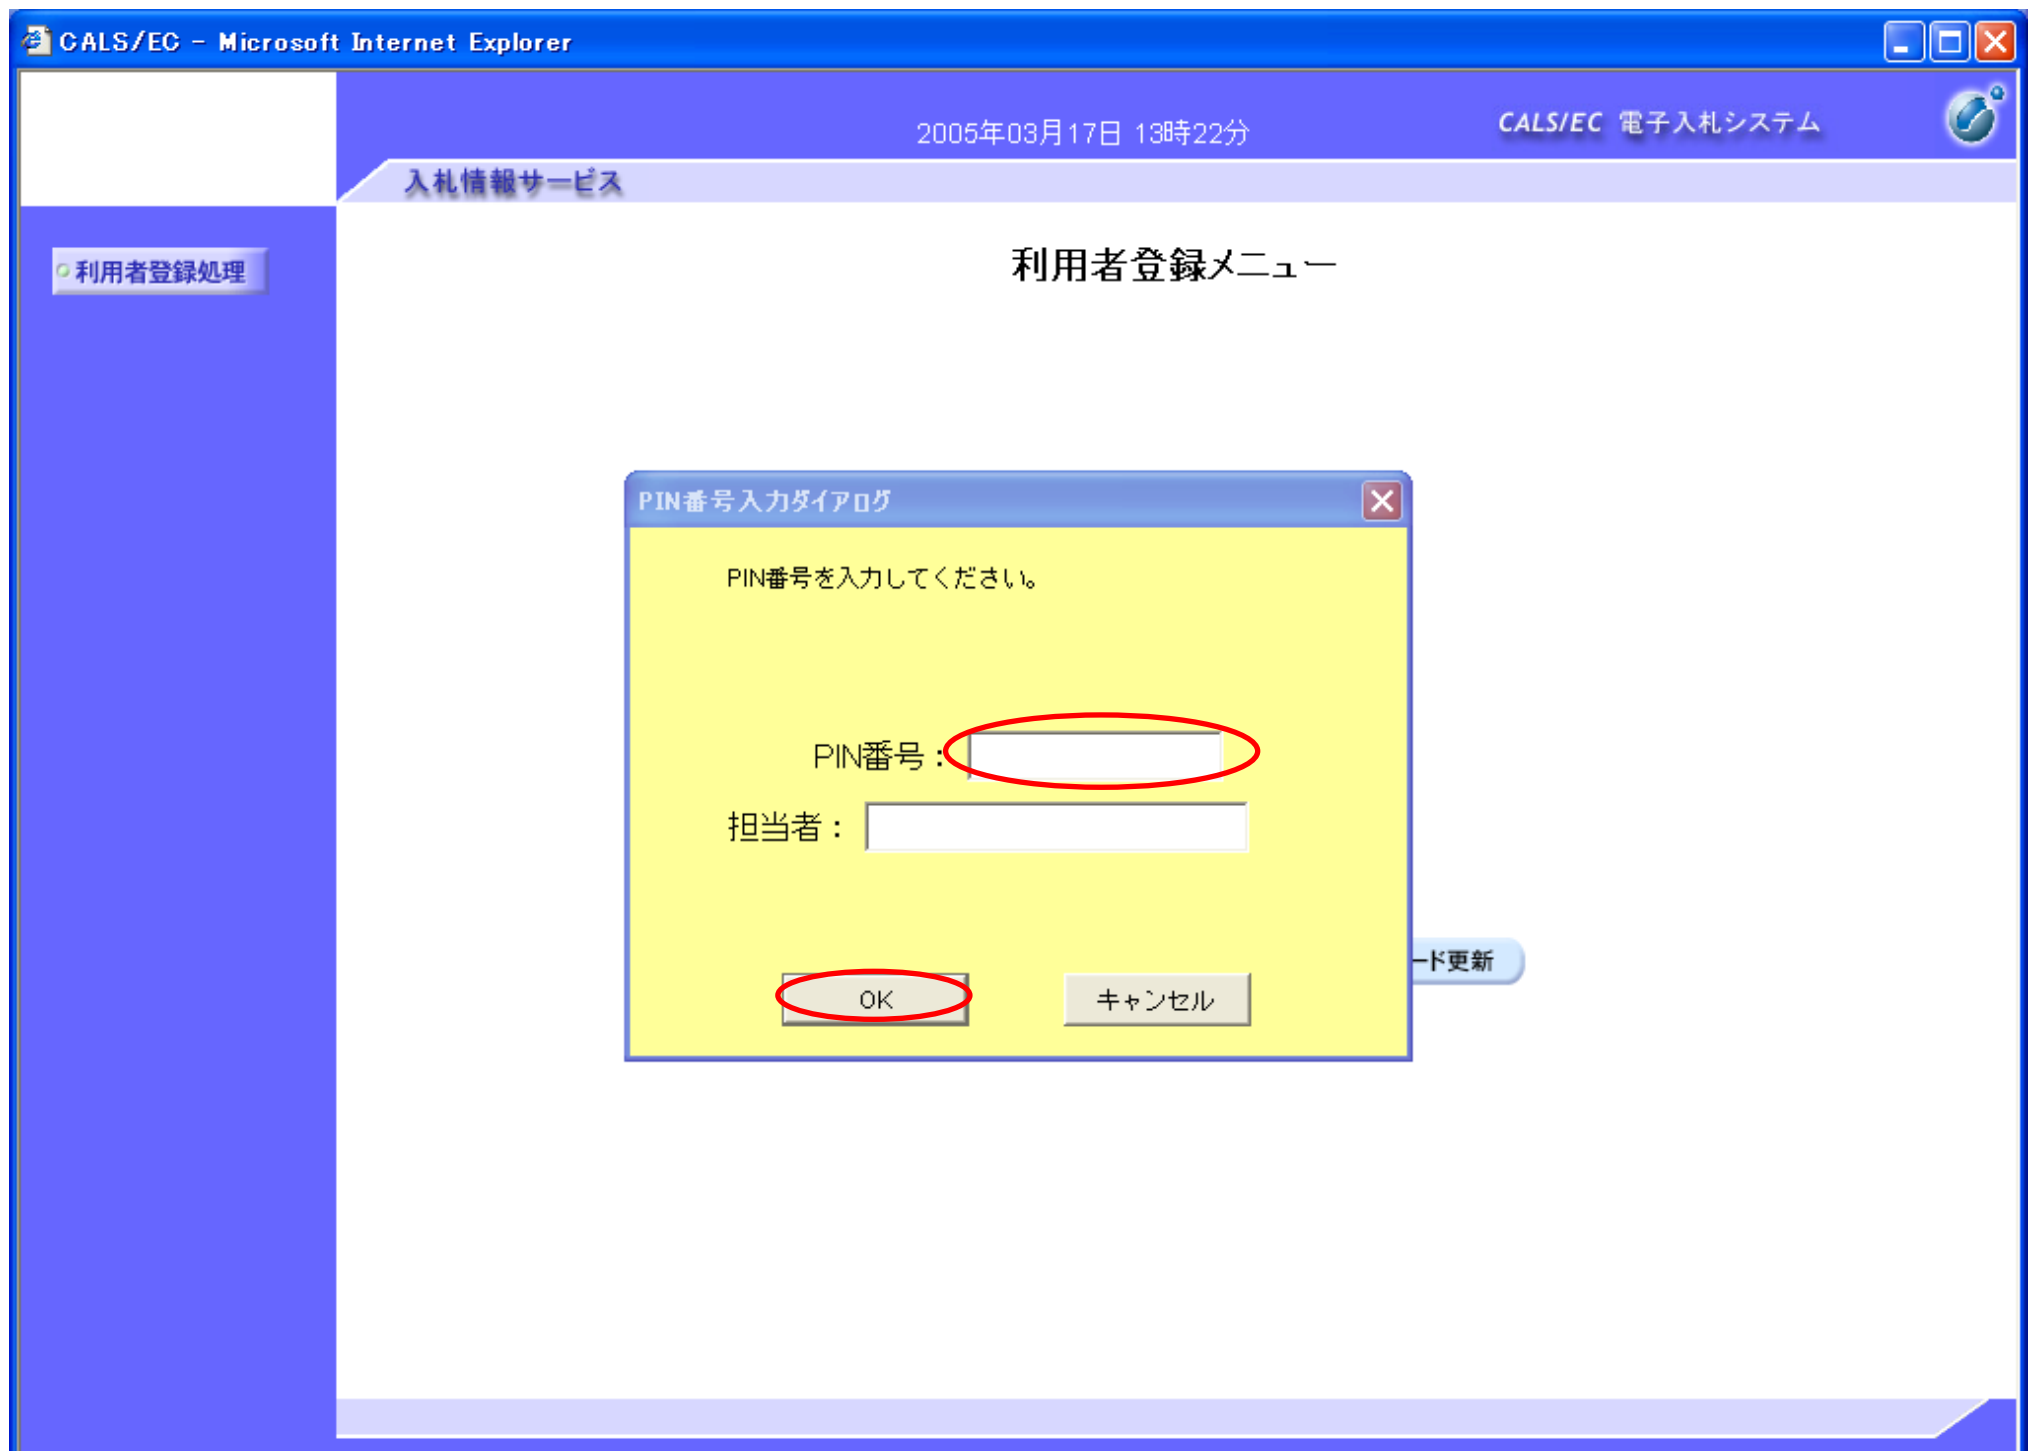 CALS/EC - Microsoft Internet Explorer
2005年03月17日 13時22分
CALS/EC 電子入札システム
入札情報サービス
利用者登録処理
利用者登録メニュー
PIN番号入力ダイアログ
PIN番号を入力してください。
PIN番号：
担当者：
ード更新
OK
キャンセル